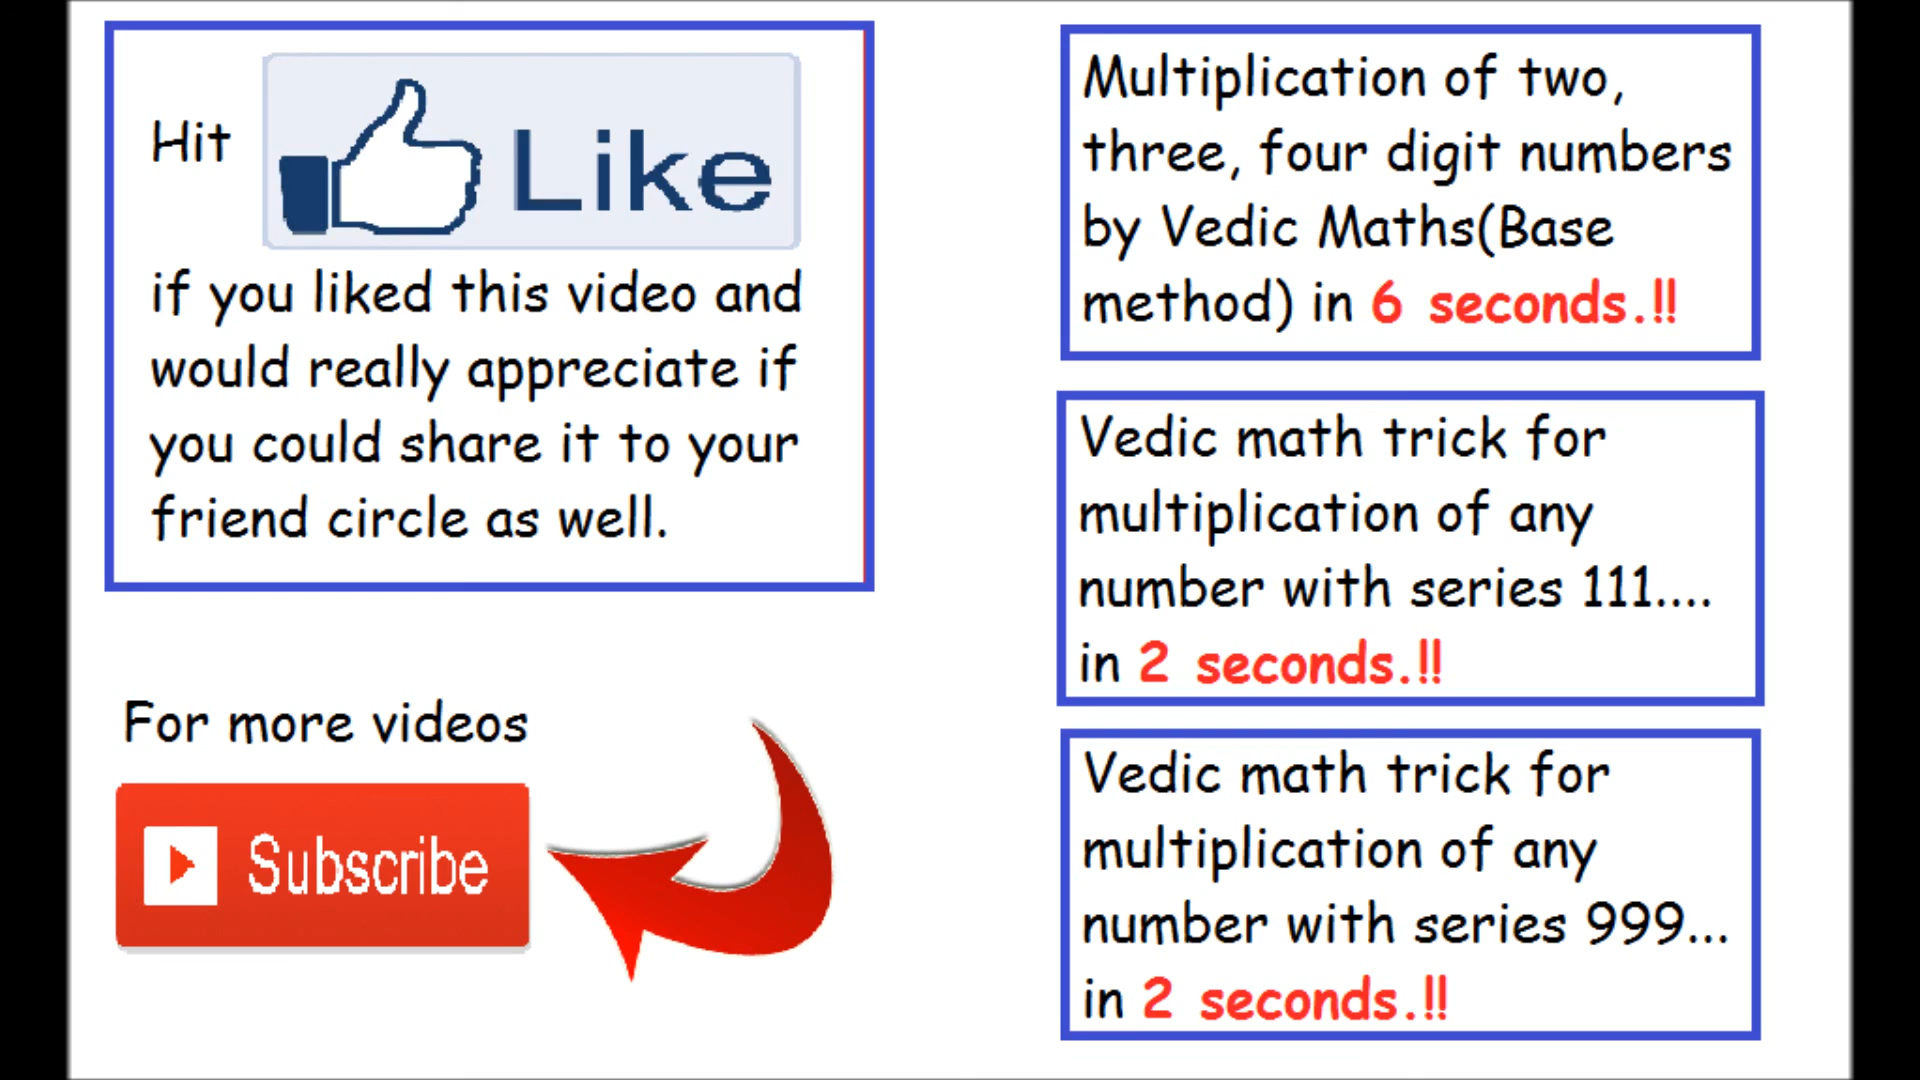 Hit Like
if you liked this video and
would really appreciate if
you could share it to your
friend circle as well.
For more videos
Subscribe
Multiplication of two,
three, four digit numbers
by Vedic Maths(Base
method) in 6 seconds.!!
Vedic math trick for
multiplication of any
number with series 111....
in 2 seconds.!!
Vedic math trick for
multiplication of any
number with series 999...
in 2 seconds.!!